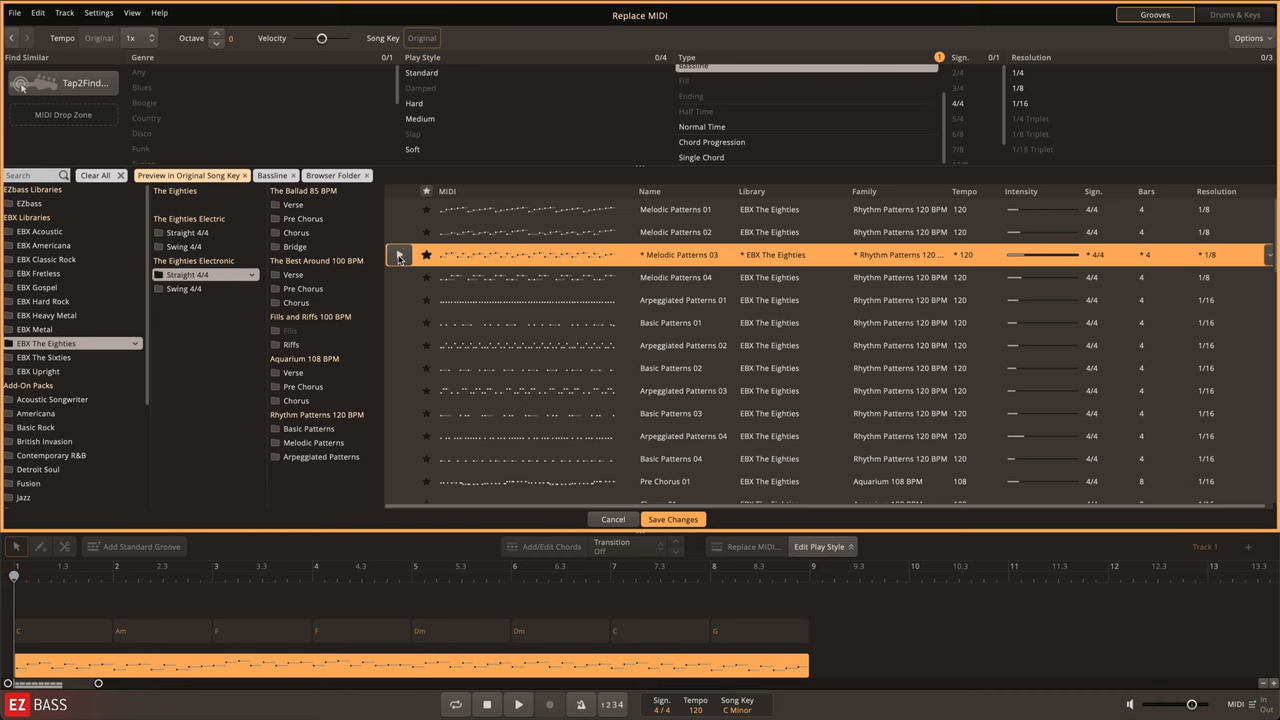 File Edit Track Settings View Help
Replace MIDI
Grooves Drums & Keys
Tempo Original 1x Octave 0 Velocity Song Key Original Options
Find Similar Genre 0/1 Play Style 0/4 Type 1 Sign. 0/1 Resolution 0/3
Tap2Find...
MIDI Drop Zone
Any
Blues
Boogie
Country
Disco
Fusion
Standard
Damped
Hard
Medium
Slap
Soft
Bassline
Fill
Ending
Half Time
Normal Time
Chord Progression
Single Chord
2/4
3/4
4/4
5/4
6/8
7/8
1/4
1/8
1/16
1/4 Triplet
1/8 Triplet
1/16 Triplet
Search Clear All Preview in Original Song Key Bassline Browser Folder
EZbass Libraries
EZbass
EBX Libraries
EBX Acoustic
EBX Americana
EBX Classic Rock
EBX Fretless
EBX Gospel
EBX Hard Rock
EBX Heavy Metal
EBX Metal
EBX The Eighties
EBX The Sixties
EBX Upright
Add-On Packs
Acoustic Songwriter
Americana
Basic Rock
British Invasion
Contemporary R&B
Detroit Soul
Fusion
Jazz
The Eighties
The Eighties Electric
Straight 4/4
Swing 4/4
The Eighties Electronic
Straight 4/4
Swing 4/4
The Ballad 85 BPM
Verse
Pre Chorus
Chorus
Bridge
The Best Around 100 BPM
Verse
Pre Chorus
Chorus
Fills and Riffs 100 BPM
Fills
Riffs
Aquarium 108 BPM
Verse
Pre Chorus
Chorus
Rhythm Patterns 120 BPM
Basic Patterns
Melodic Patterns
Arpeggiated Patterns
MIDI Name Library Family Tempo Intensity Sign. Bars Resolution
Melodic Patterns 01 EBX The Eighties Rhythm Patterns 120 BPM 120 4/4 4 1/8
Melodic Patterns 02 EBX The Eighties Rhythm Patterns 120 BPM 120 4/4 4 1/8
* Melodic Patterns 03 * EBX The Eighties * Rhythm Patterns 120 ... * 120 * 4/4 * 4 * 1/8
Melodic Patterns 04 EBX The Eighties Rhythm Patterns 120 BPM 120 4/4 4 1/8
Arpeggiated Patterns 01 EBX The Eighties Rhythm Patterns 120 BPM 120 4/4 4 1/16
Basic Patterns 01 EBX The Eighties Rhythm Patterns 120 BPM 120 4/4 4 1/16
Arpeggiated Patterns 02 EBX The Eighties Rhythm Patterns 120 BPM 120 4/4 4 1/16
Basic Patterns 02 EBX The Eighties Rhythm Patterns 120 BPM 120 4/4 4 1/16
Arpeggiated Patterns 03 EBX The Eighties Rhythm Patterns 120 BPM 120 4/4 4 1/16
Basic Patterns 03 EBX The Eighties Rhythm Patterns 120 BPM 120 4/4 4 1/16
Arpeggiated Patterns 04 EBX The Eighties Rhythm Patterns 120 BPM 120 4/4 4 1/16
Basic Patterns 04 EBX The Eighties Rhythm Patterns 120 BPM 120 4/4 4 1/16
Pre Chorus 01 EBX The Eighties Aquarium 108 BPM 108 4/4 8 1/16
Cancel Save Changes
Add Standard Groove Add/Edit Chords Transition Off Replace MIDI... Edit Play Style Track 1 +
1 1.3 2 2.3 3 3.3 4 4.3 5 5.3 6 6.3 7 7.3 8 8.3 9 9.3 10 10.3 11 11.3 12 12.3 13 13.3
C Am F F Dm Dm C G
EZ BASS
1 2 3 4
Sign. Tempo Song Key
4 / 4 120 C Minor
MIDI In
Out